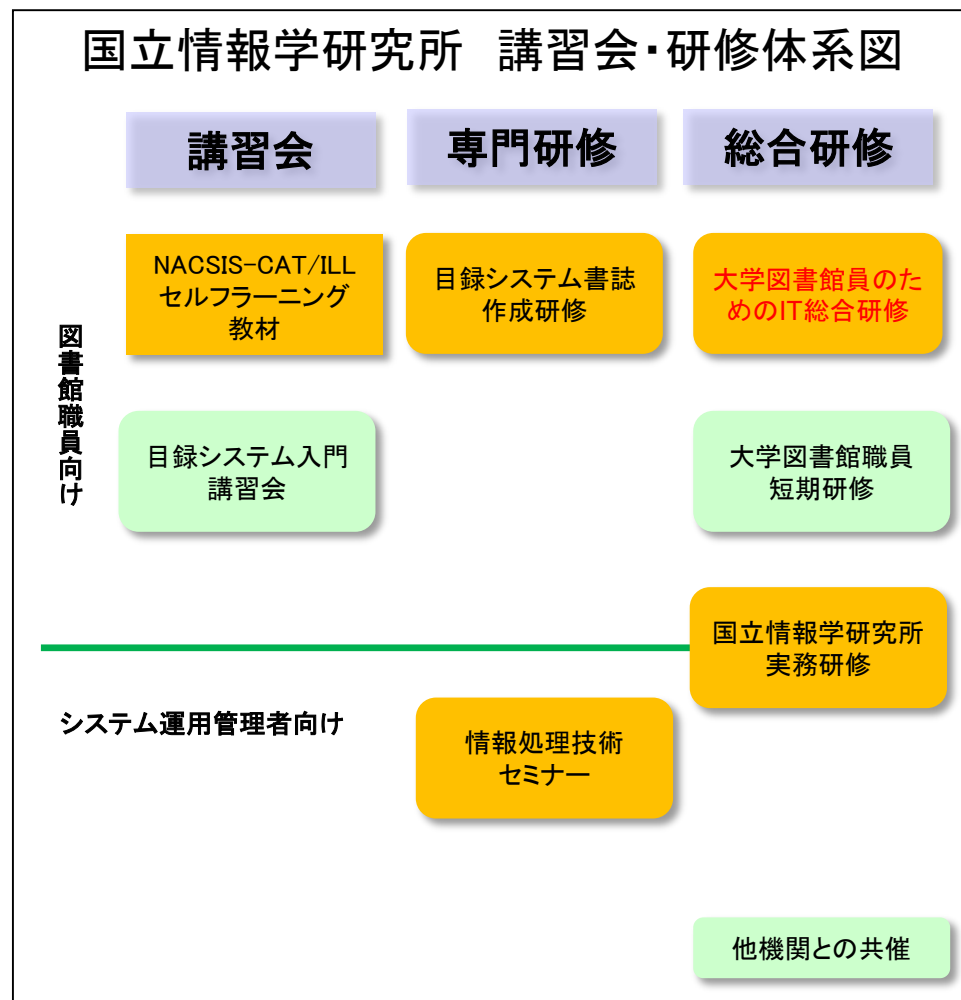 国立情報学研究所　講習会・研修体系図
講習会
専門研修
総合研修
図書館職員向け
NACSIS-CAT/ILL
セルフラーニング
教材
目録システム書誌
作成研修
大学図書館員のた
めのIT総合研修
目録システム入門
講習会
大学図書館職員
短期研修
国立情報学研究所
実務研修
システム運用管理者向け
情報処理技術
セミナー
他機関との共催